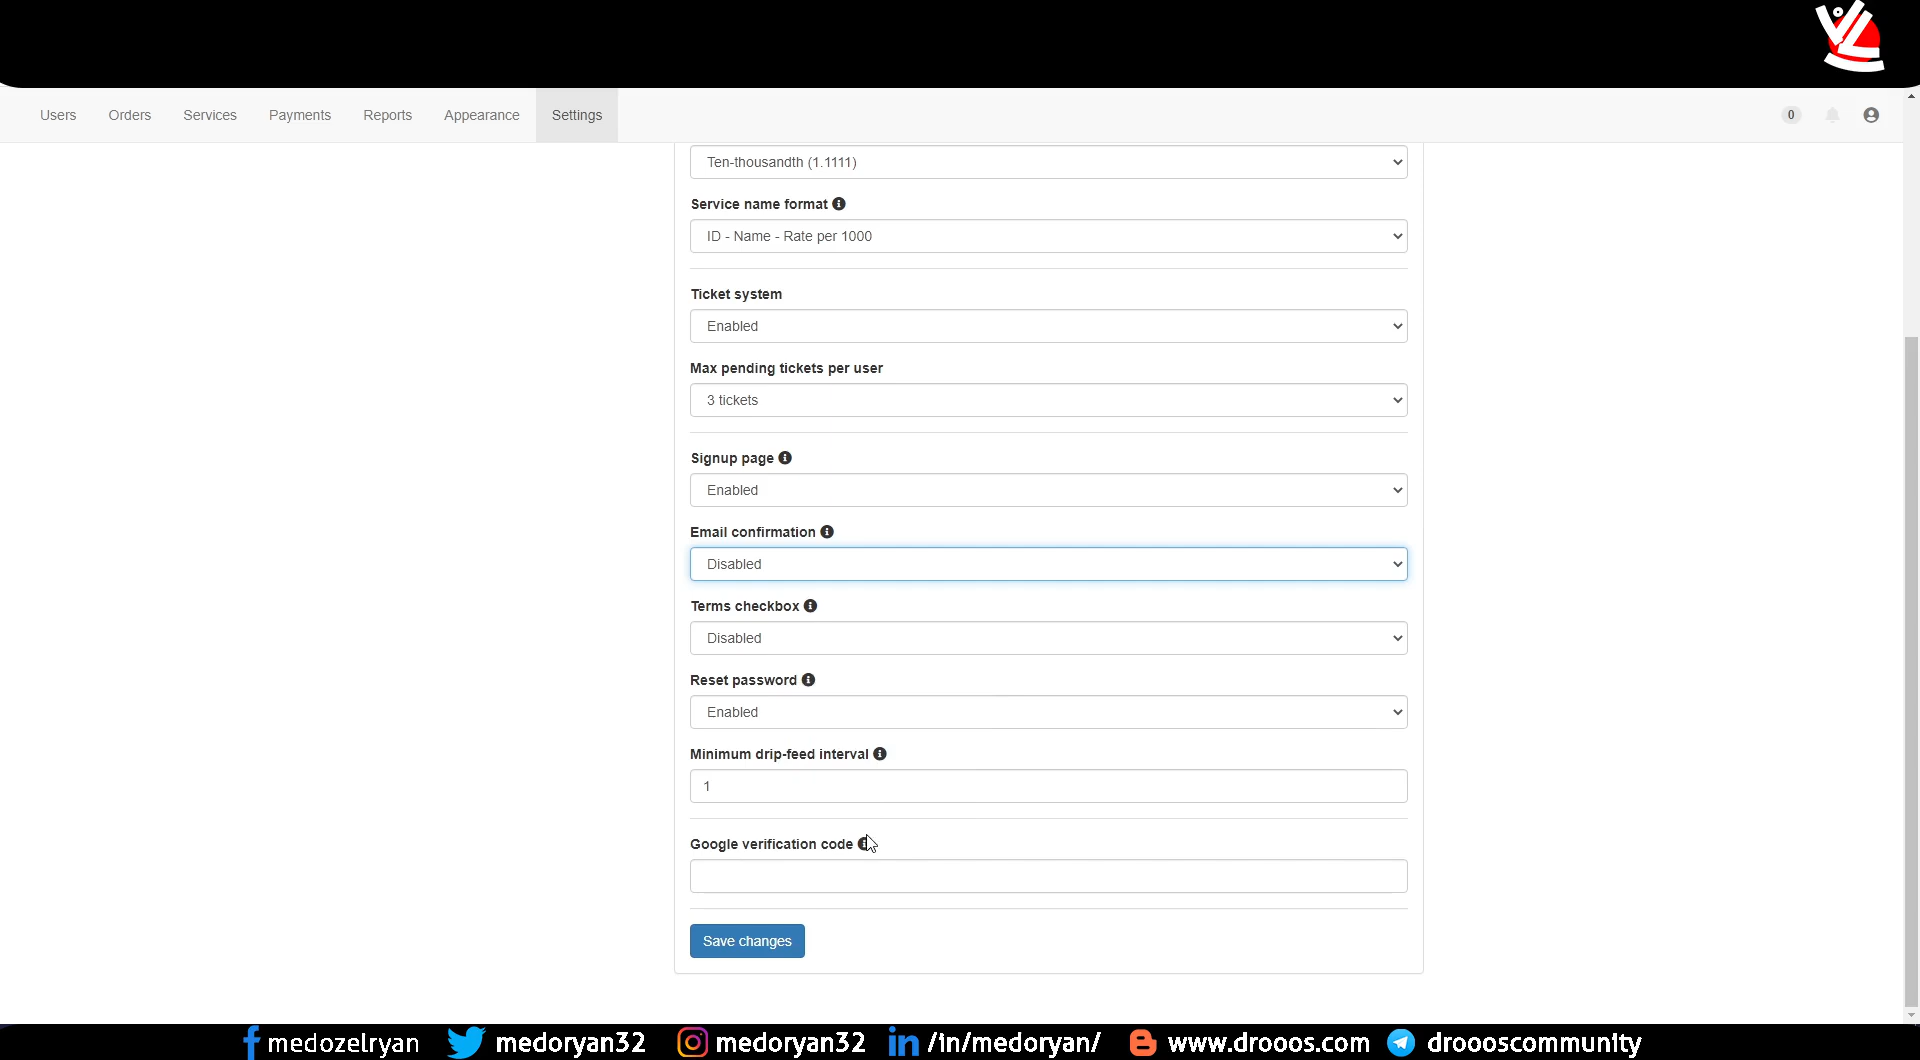 Users Orders Services Payments Reports Appearance Settings 0
Ten-thousandth (1.1111)
Service name format
ID - Name - Rate per 1000
Ticket system
Enabled
Max pending tickets per user
3 tickets
Signup page
Enabled
Email confirmation
Disabled
Terms checkbox
Disabled
Reset password
Enabled
Minimum drip-feed interval
1
Google verification code
Save changes
medozelryan medoryan32 medoryan32 /in/medoryan/ www.drooos.com droooscommunity